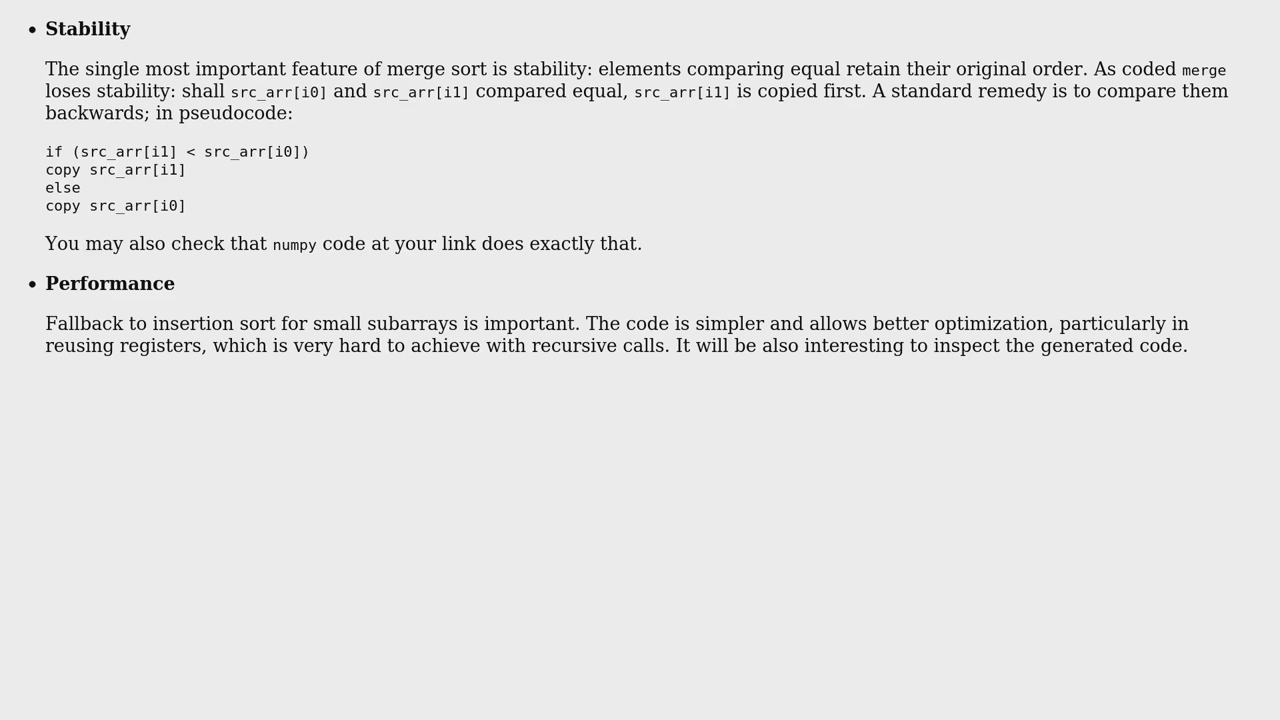 • Stability
The single most important feature of merge sort is stability: elements comparing equal retain their original order. As coded merge
loses stability: shall src_arr[i0] and src_arr[i1] compared equal, src_arr[i1] is copied first. A standard remedy is to compare them
backwards; in pseudocode:
if (src_arr[i1] < src_arr[i0])
copy src_arr[i1]
else
copy src_arr[i0]
You may also check that numpy code at your link does exactly that.
• Performance
Fallback to insertion sort for small subarrays is important. The code is simpler and allows better optimization, particularly in
reusing registers, which is very hard to achieve with recursive calls. It will be also interesting to inspect the generated code.